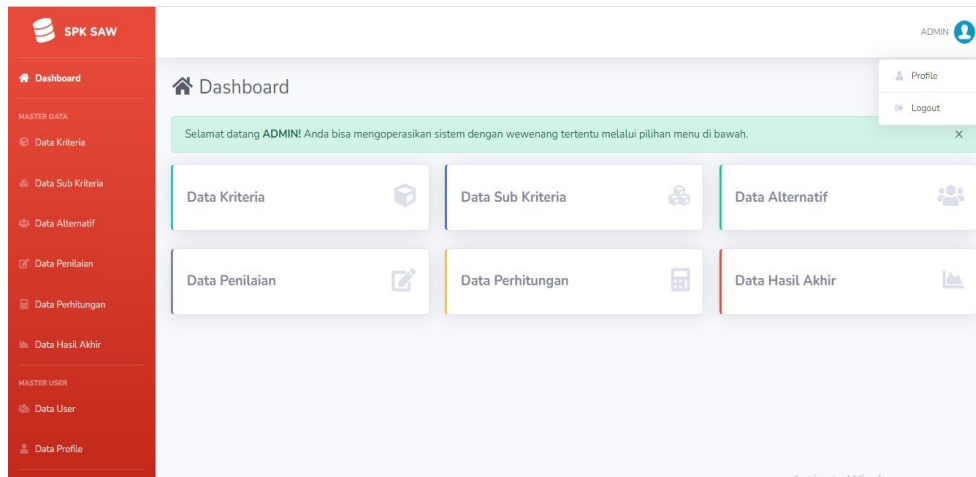 SPK SAW
ADMIN
Dashboard
Dashboard
Profile
Logout
MASTER DATA
Selamat datang ADMIN! Anda bisa mengoperasikan sistem dengan wewenang tertentu melalui pilihan menu di bawah.
Data Kriteria
Data Sub Kriteria
Data Alternatif
Data Penilaian
Data Perhitungan
Data Hasil Akhir
MASTER USER
Data User
Data Profile
Data Kriteria
Data Sub Kriteria
Data Alternatif
Data Penilaian
Data Perhitungan
Data Hasil Akhir